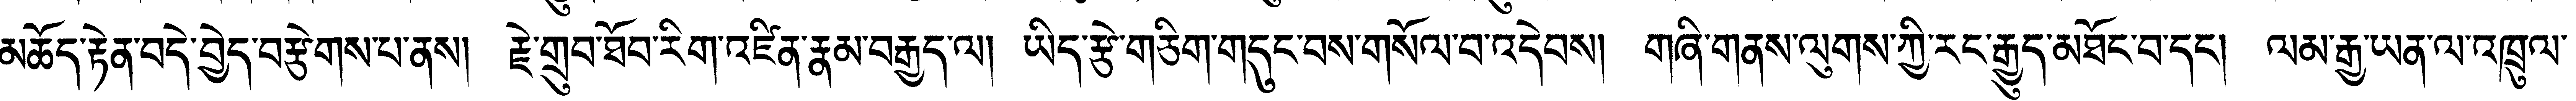 མཆོད་རྟེན་བདེ་བྱེད་བརྩེགས་པ་ནས། རྗེ་གྲུབ་ཐོབ་རིག་འཛིན་རྣམ་བརྒྱད་ལ། ཡིད་རྩེ་གཅིག་གདུང་བས་གསོལ་བ་འདེབས། གཞི་གནས་ལུགས་ཀྱི་རང་རྒྱུད་མཐོང་བ་དང། ལམ་རྒྱ་ཡན་ལ་འཁྲུལ་